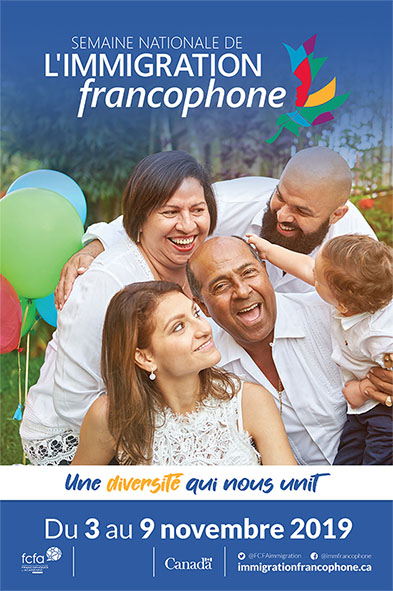 SEMAINE NATIONALE DE
L'IMMIGRATION
francophone
Une diversité qui nous unit
Du 3 au 9 novembre 2019
fcfa
Canada
@FCFAimmigration @immfrancophone
immigrationfrancophone.ca